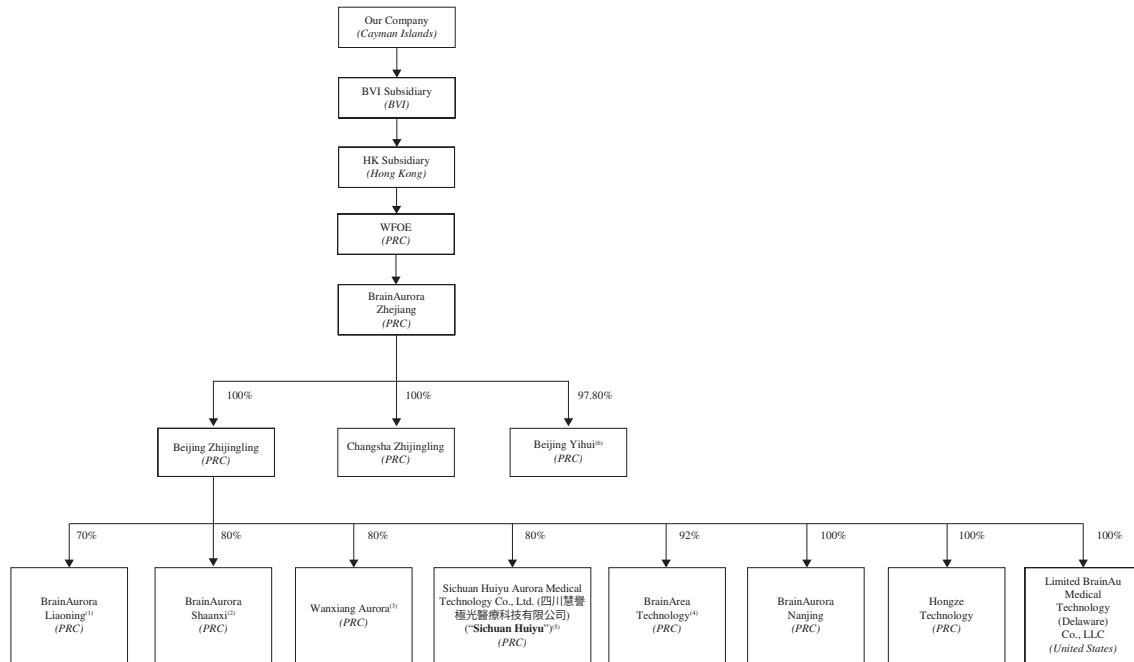 Our Company
(Cayman Islands)
BVI Subsidiary
(BVI)
HK Subsidiary
(Hong Kong)
WFOE
(PRC)
BrainAurora
Zhejiang
(PRC)
100%
100%
97.80%
Beijing Zhijingling
(PRC)
Changsha Zhijingling
(PRC)
Beijing Yihui(6)
(PRC)
70%
80%
80%
80%
92%
100%
100%
100%
BrainAurora
Liaoning(1)
(PRC)
BrainAurora
Shaanxi(2)
(PRC)
Wanxiang Aurora(3)
(PRC)
Sichuan Huiyu Aurora Medical
Technology Co., Ltd. (四川慧譽
極光醫療科技有限公司)
(“Sichuan Huiyu”)(5)
(PRC)
BrainArea
Technology(4)
(PRC)
BrainAurora
Nanjing
(PRC)
Hongze
Technology
(PRC)
Limited BrainAu
Medical
Technology
(Delaware)
Co., LLC
(United States)